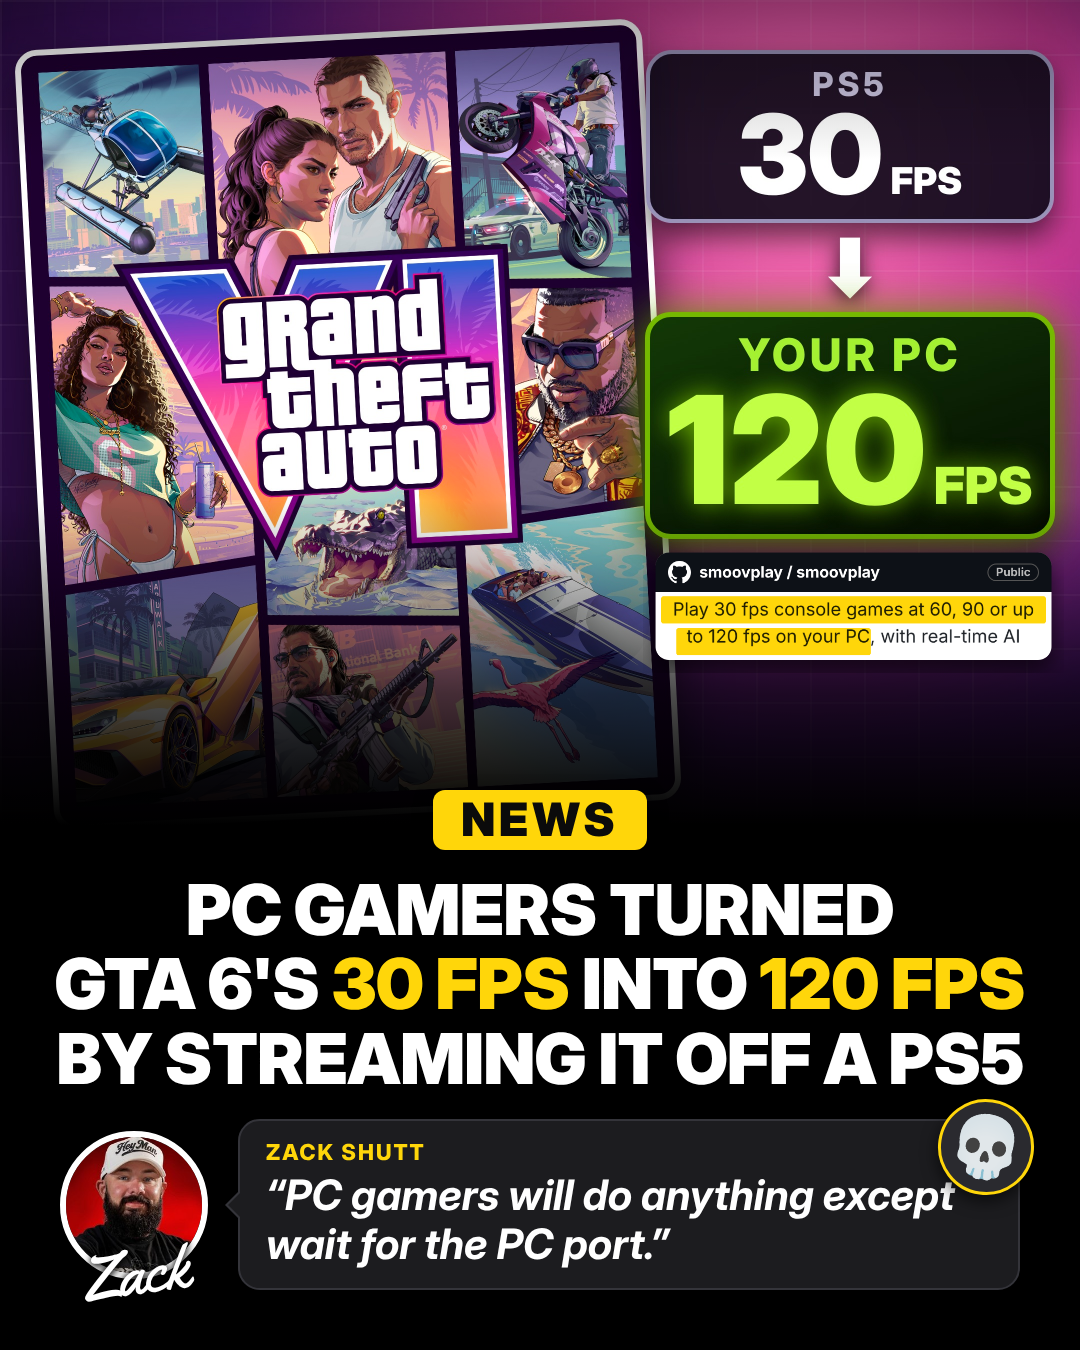 PS5
30 FPS
YOUR PC
120 FPS
smoovplay / smoovplay
Public
Play 30 fps console games at 60, 90 or up
to 120 fps on your PC, with real-time AI
VI
grand
theft
auto
NEWS
PC GAMERS TURNED
GTA 6'S 30 FPS INTO 120 FPS
BY STREAMING IT OFF A PS5
ZACK SHUTT
“PC gamers will do anything except
wait for the PC port.”
Hey Man
Zack